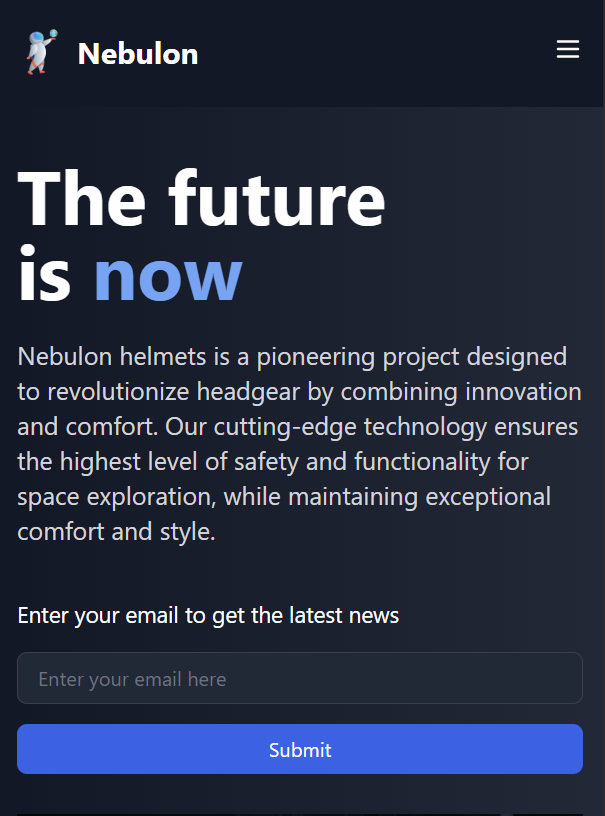 Nebulon
The future
is now
Nebulon helmets is a pioneering project designed
to revolutionize headgear by combining innovation
and comfort. Our cutting-edge technology ensures
the highest level of safety and functionality for
space exploration, while maintaining exceptional
comfort and style.
Enter your email to get the latest news
Enter your email here
Submit